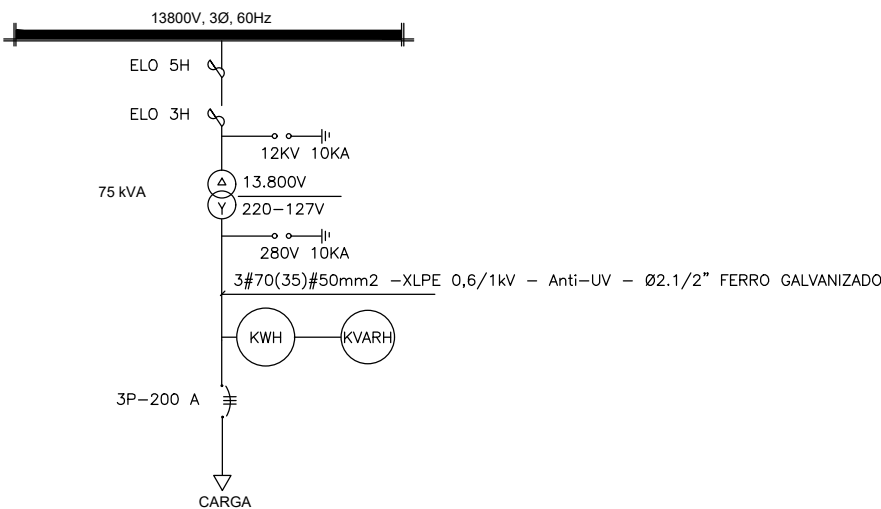 13800V, 3Ø, 60Hz
ELO 5H
ELO 3H
12KV 10KA
75 kVA
Δ 13.800V
Y 220-127V
280V 10KA
3#70(35)#50mm2 -XLPE 0,6/1kV - Anti-UV - Ø2.1/2” FERRO GALVANIZADO
KWH KVARH
3P-200 A
CARGA